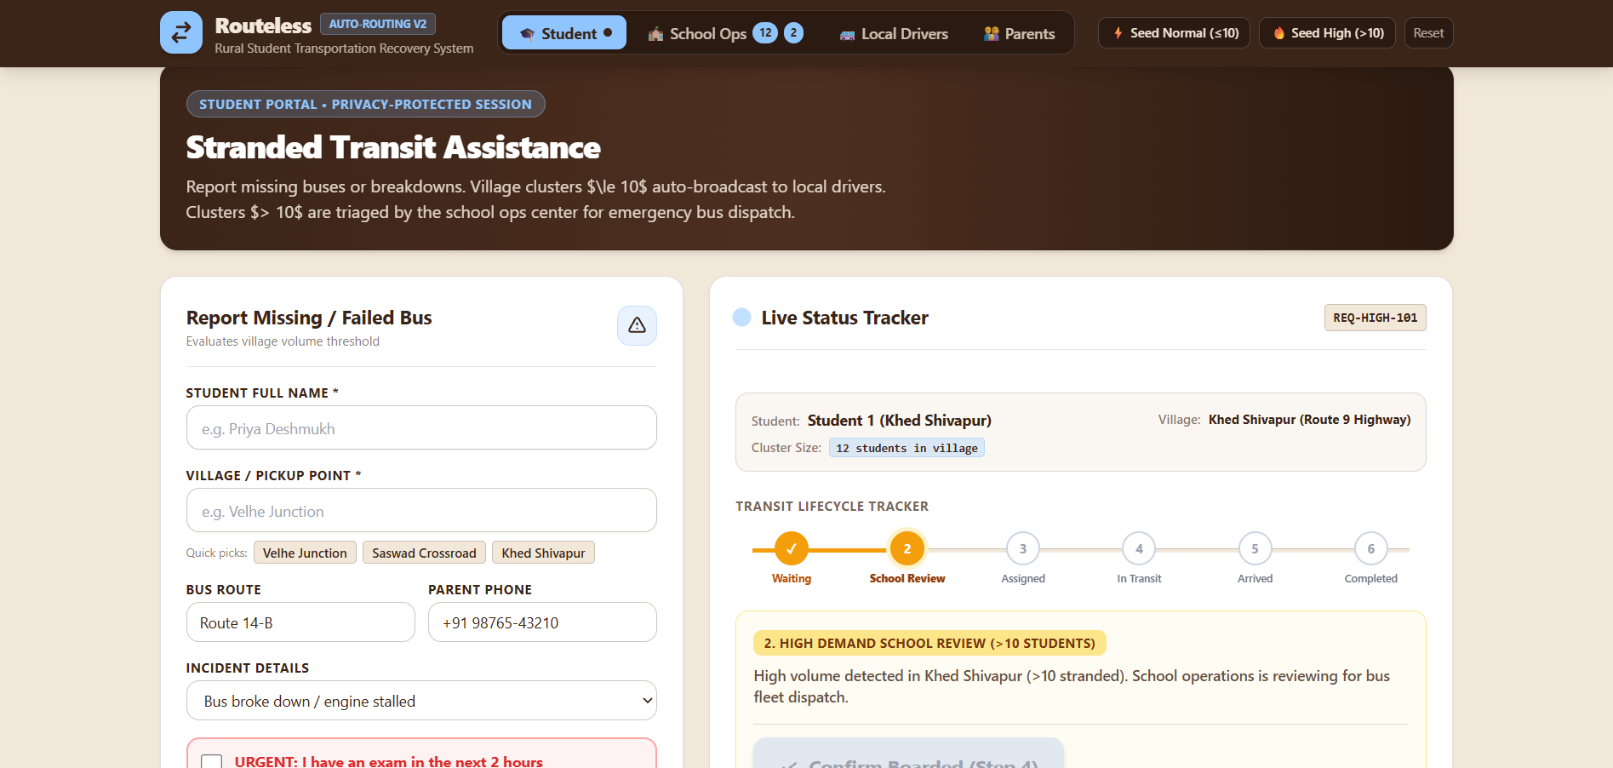 Routeless AUTO-ROUTING V2
Rural Student Transportation Recovery System
Student
School Ops 12 2
Local Drivers
Parents
Seed Normal (≤10)
Seed High (>10)
Reset
STUDENT PORTAL • PRIVACY-PROTECTED SESSION
Stranded Transit Assistance
Report missing buses or breakdowns. Village clusters $\le 10$ auto-broadcast to local drivers.
Clusters $> 10$ are triaged by the school ops center for emergency bus dispatch.
Report Missing / Failed Bus
Evaluates village volume threshold
STUDENT FULL NAME *
e.g. Priya Deshmukh
VILLAGE / PICKUP POINT *
e.g. Velhe Junction
Quick picks: Velhe Junction Saswad Crossroad Khed Shivapur
BUS ROUTE
Route 14-B
PARENT PHONE
+91 98765-43210
INCIDENT DETAILS
Bus broke down / engine stalled
URGENT: I have an exam in the next 2 hours
Live Status Tracker
REQ-HIGH-101
Student: Student 1 (Khed Shivapur)
Village: Khed Shivapur (Route 9 Highway)
Cluster Size: 12 students in village
TRANSIT LIFECYCLE TRACKER
✓ 2 3 4 5 6
Waiting School Review Assigned In Transit Arrived Completed
2. HIGH DEMAND SCHOOL REVIEW (>10 STUDENTS)
High volume detected in Khed Shivapur (>10 stranded). School operations is reviewing for bus
fleet dispatch.
✓ Confirm Boarded (Step 4)